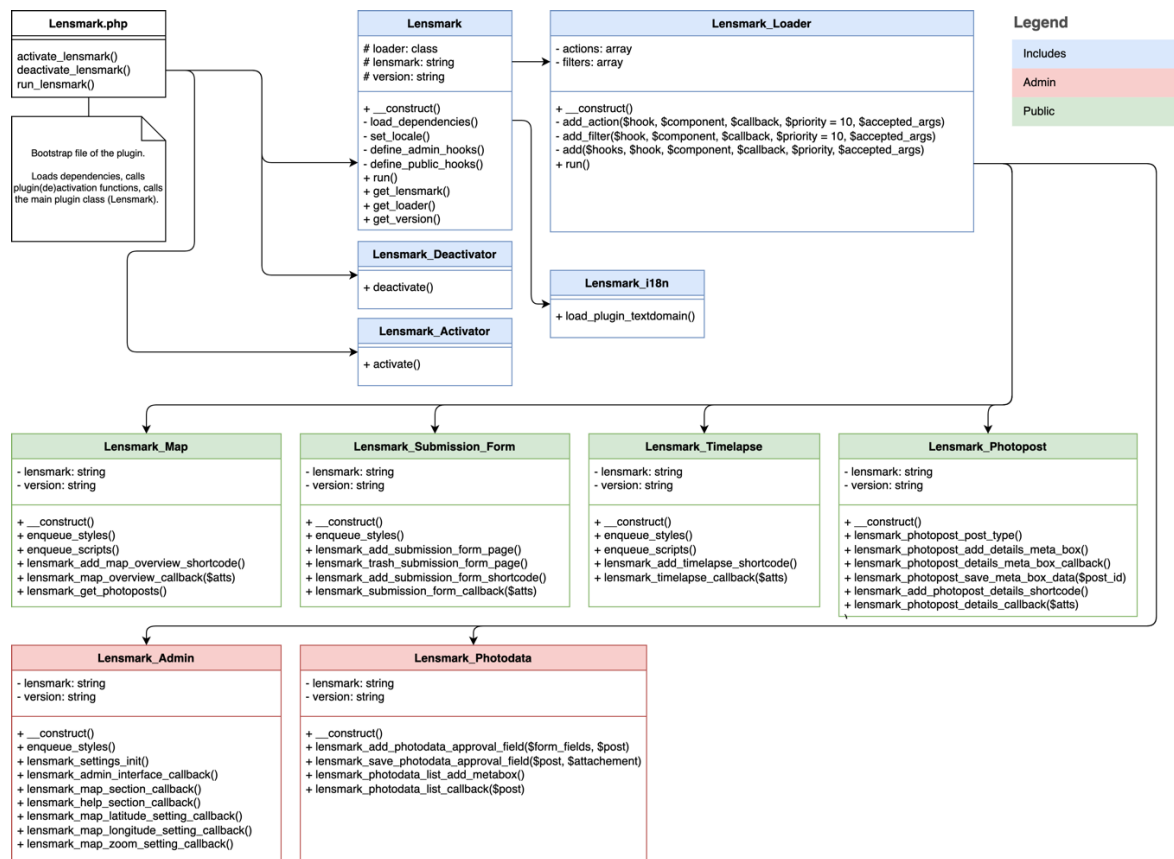 Lensmark.php
activate_lensmark()
deactivate_lensmark()
run_lensmark()
Bootstrap file of the plugin.
Loads dependencies, calls
plugin(de)activation functions, calls
the main plugin class (Lensmark).
Lensmark
# loader: class
# lensmark: string
# version: string
+ __construct()
- load_dependencies()
- set_locale()
- define_admin_hooks()
- define_public_hooks()
+ run()
+ get_lensmark()
+ get_loader()
+ get_version()
Lensmark_Loader
- actions: array
- filters: array
+ __construct()
- add_action($hook, $component, $callback, $priority = 10, $accepted_args)
- add_filter($hook, $component, $callback, $priority = 10, $accepted_args)
- add($hooks, $hook, $component, $callback, $priority, $accepted_args)
+ run()
Legend
Includes
Admin
Public
Lensmark_Deactivator
+ deactivate()
Lensmark_i18n
+ load_plugin_textdomain()
Lensmark_Activator
+ activate()
Lensmark_Map
- lensmark: string
- version: string
+ __construct()
+ enqueue_styles()
+ enqueue_scripts()
+ lensmark_add_map_overview_shortcode()
+ lensmark_map_overview_callback($atts)
+ lensmark_get_photoposts()
Lensmark_Submission_Form
- lensmark: string
- version: string
+ __construct()
+ enqueue_styles()
+ lensmark_add_submission_form_page()
+ lensmark_trash_submission_form_page()
+ lensmark_add_submission_form_shortcode()
+ lensmark_submission_form_callback($atts)
Lensmark_Timelapse
- lensmark: string
- version: string
+ __construct()
+ enqueue_styles()
+ enqueue_scripts()
+ lensmark_add_timelapse_shortcode()
+ lensmark_timelapse_callback($atts)
Lensmark_Photopost
- lensmark: string
- version: string
+ __construct()
+ lensmark_photopost_post_type()
+ lensmark_photopost_add_details_meta_box()
+ lensmark_photopost_details_meta_box_callback()
+ lensmark_photopost_save_meta_box_data($post_id)
+ lensmark_add_photopost_details_shortcode()
+ lensmark_photopost_details_callback($atts)
Lensmark_Admin
- lensmark: string
- version: string
+ __construct()
+ enqueue_styles()
+ lensmark_settings_init()
+ lensmark_admin_interface_callback()
+ lensmark_map_section_callback()
+ lensmark_help_section_callback()
+ lensmark_map_latitude_setting_callback()
+ lensmark_map_longitude_setting_callback()
+ lensmark_map_zoom_setting_callback()
Lensmark_Photodata
- lensmark: string
- version: string
+ __construct()
+ lensmark_add_photodata_approval_field($form_fields, $post)
+ lensmark_save_photodata_approval_field($post, $attachement)
+ lensmark_photodata_list_add_metabox()
+ lensmark_photodata_list_callback($post)